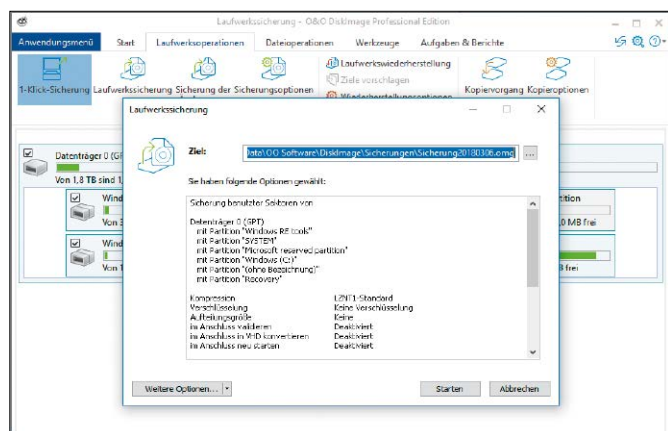 Laufwerkssicherung - O&O DiskImage Professional Edition
Anwendungsmenü Start Laufwerksoperationen Dateioperationen Werkzeuge Aufgaben & Berichte
Laufwerkswiederherstellung
Ziele vorschlagen
1-Klick-Sicherung Laufwerkssicherung Sicherung der Sicherungsoptionen Kopiervorgang Kopieroptionen
Wiederherstellungsoptionen
Laufwerkssicherung
Ziel: Data\OO Software\DiskImage\Sicherungen\Sicherung20180306.omg ...
Sie haben folgende Optionen gewählt:
Datenträger 0
Von 1,8 TB sind
Sicherung benutzter Sektoren von
Datenträger 0 (GPT)
mit Partition "Windows RE tools"
mit Partition "SYSTEM"
mit Partition "Microsoft reserved partition"
mit Partition "Windows (C:)"
mit Partition "(ohne Bezeichnung)"
mit Partition "Recovery"
Kompression LZNT1-Standard
Verschlüsselung Keine Verschlüsselung
Aufteilungsgröße Keine
im Anschluss validieren Deaktiviert
im Anschluss in VHD konvertieren Deaktiviert
im Anschluss neu starten Deaktiviert
Wind
Von
tition
,0 MB frei
Wind
Von 1
B frei
Weitere Optionen... Starten Abbrechen